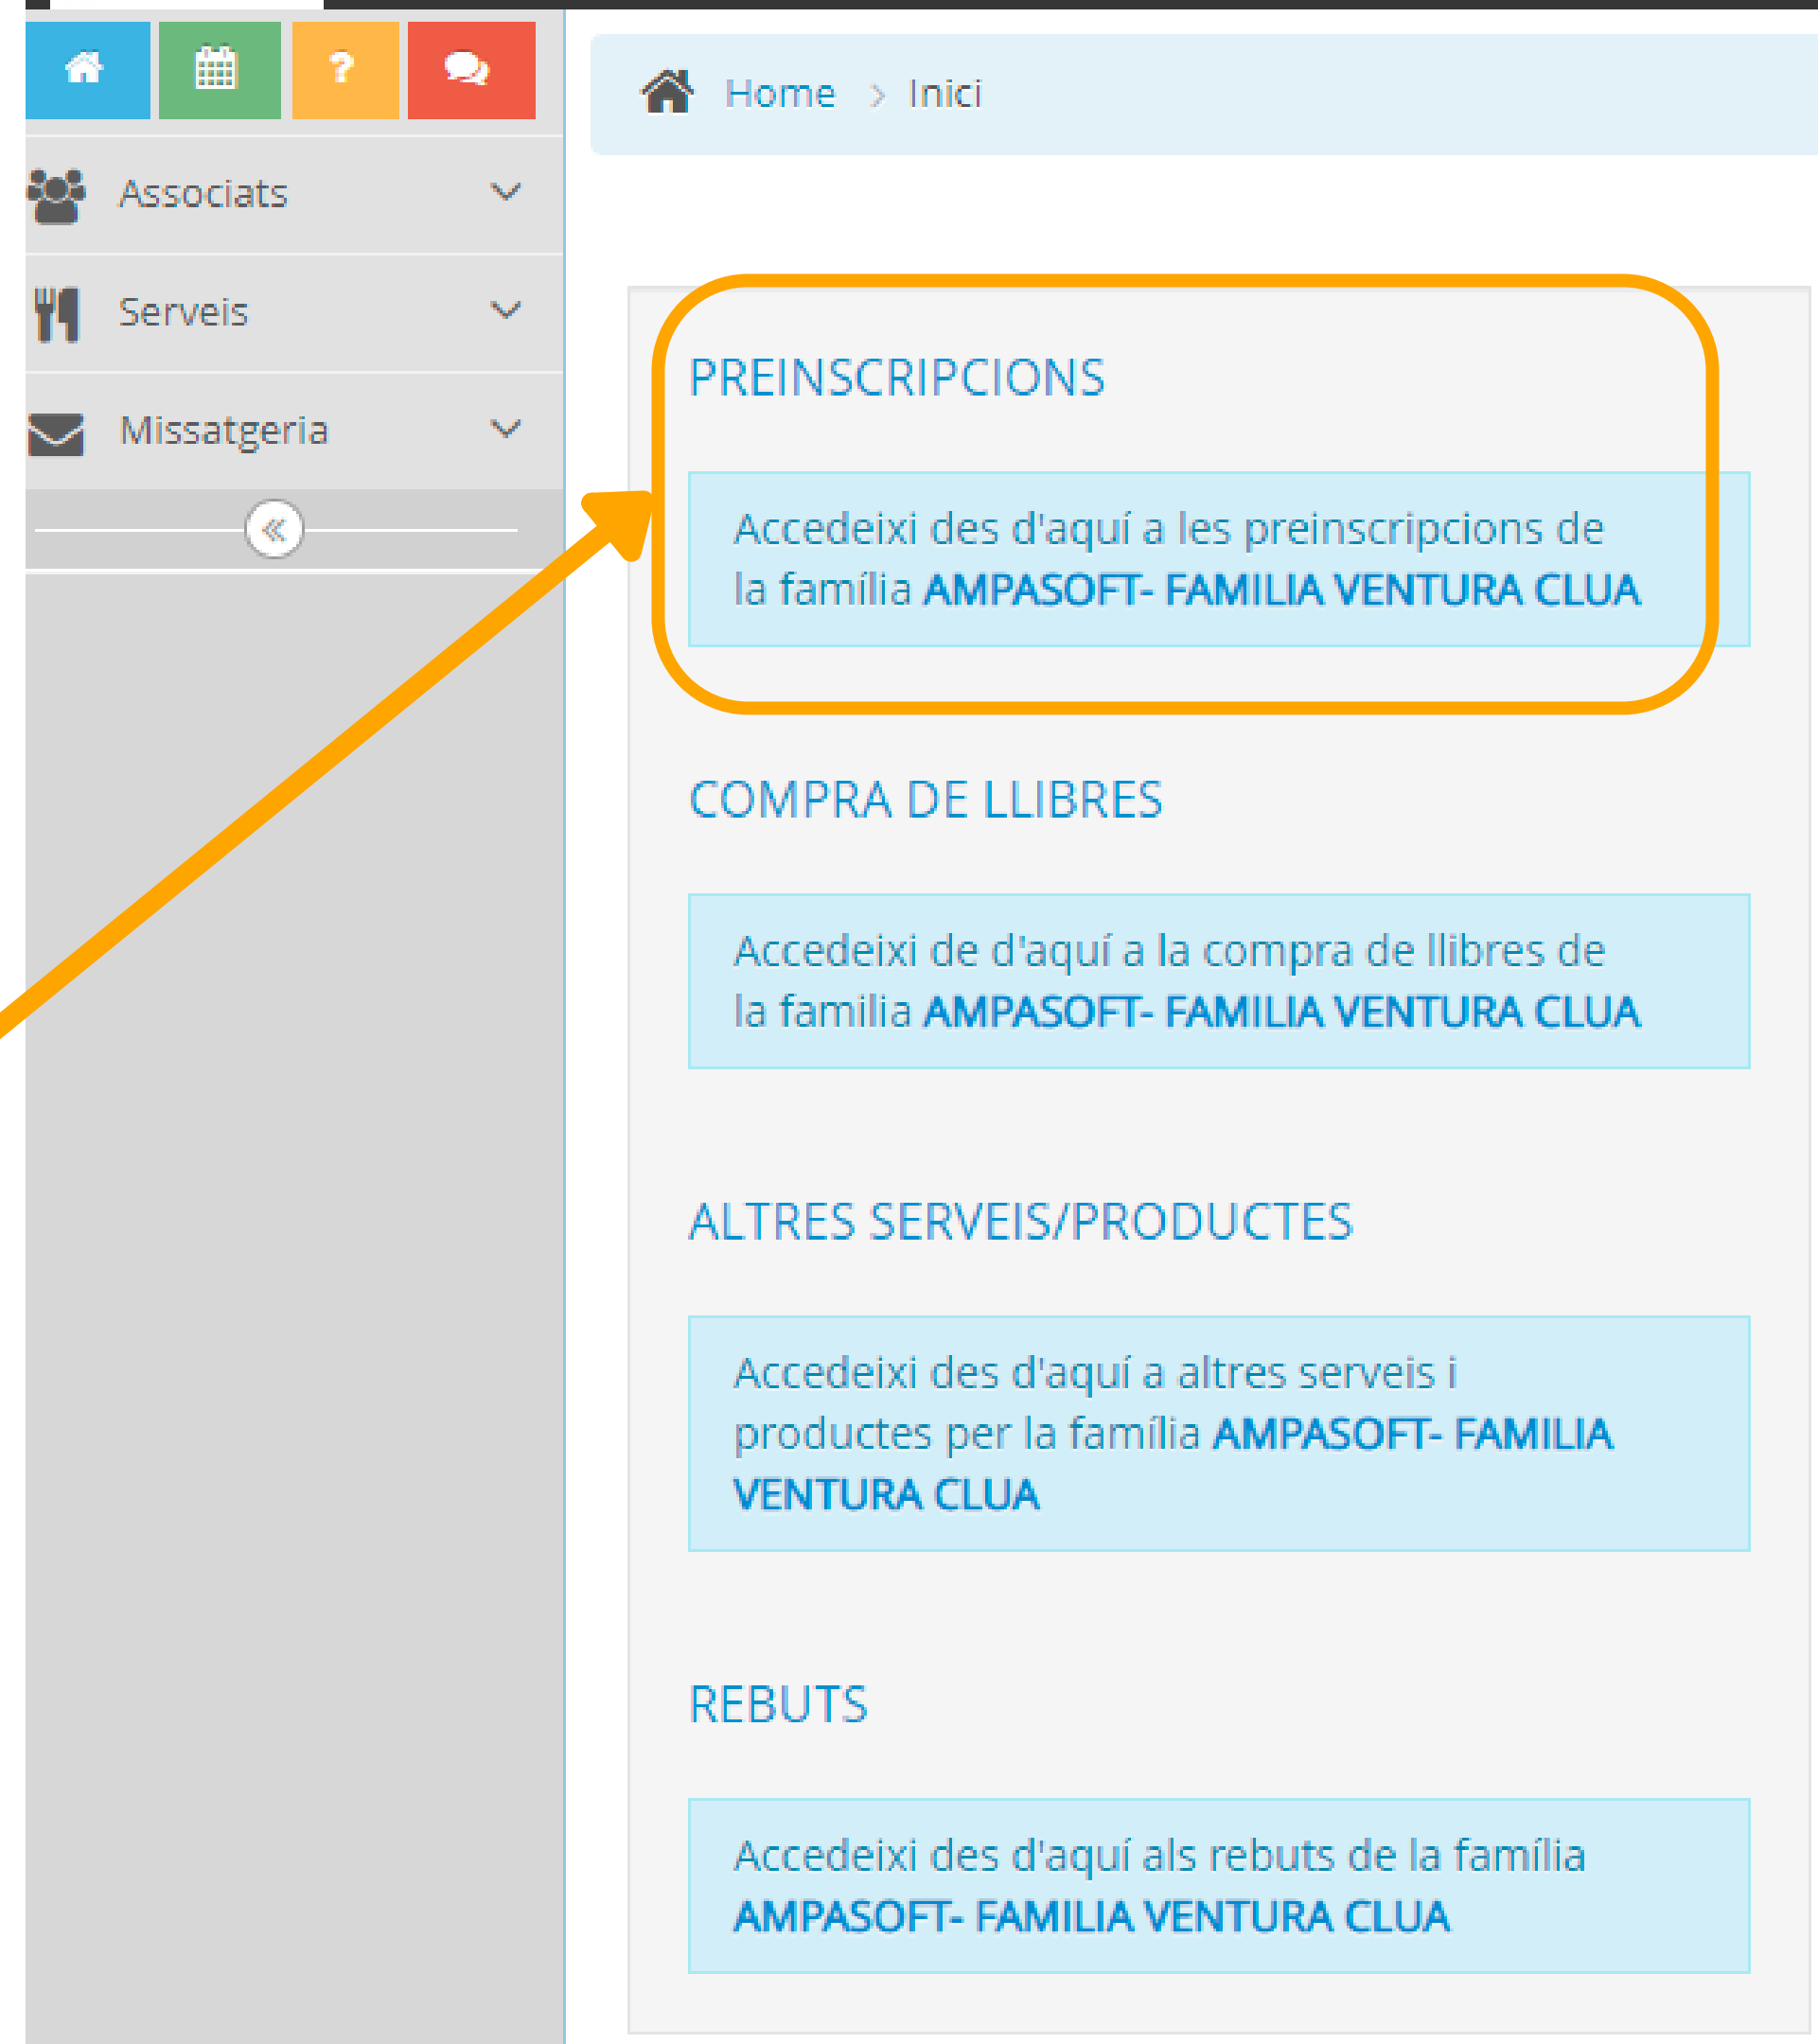 Home > Inici
Associats
Serveis
Missatgeria
PREINSCRIPCIONS
Accedeixi des d'aquí a les preinscripcions de
la família AMPASOFT- FAMILIA VENTURA CLUA
COMPRA DE LLIBRES
Accedeixi de d'aquí a la compra de llibres de
la familia AMPASOFT- FAMILIA VENTURA CLUA
ALTRES SERVEIS/PRODUCTES
Accedeixi des d'aquí a altres serveis i
productes per la família AMPASOFT- FAMILIA
VENTURA CLUA
REBUTS
Accedeixi des d'aquí als rebuts de la família
AMPASOFT- FAMILIA VENTURA CLUA